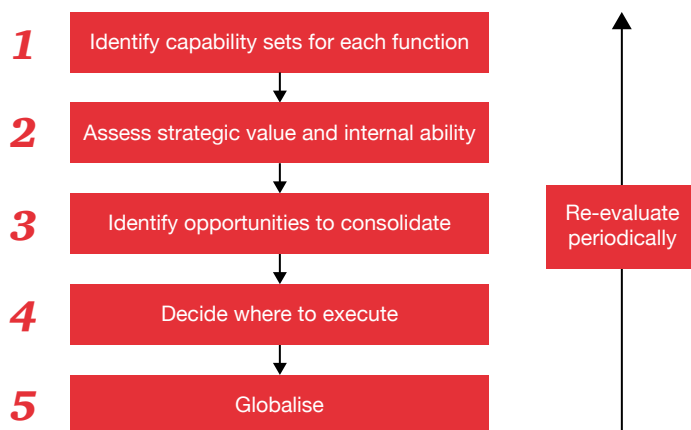 1
Identify capability sets for each function
2
Assess strategic value and internal ability
3
Identify opportunities to consolidate
Re-evaluate
periodically
4
Decide where to execute
5
Globalise